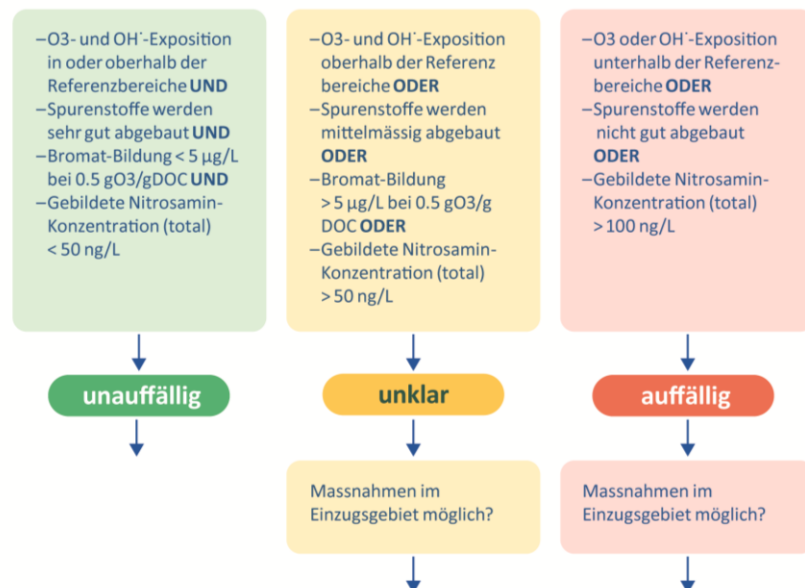 –O3- und OH˙-Exposition
in oder oberhalb der
Referenzbereiche UND
–Spurenstoffe werden
sehr gut abgebaut UND
–Bromat-Bildung < 5 µg/L
bei 0.5 gO3/gDOC UND
–Gebildete Nitrosamin-
Konzentration (total)
< 50 ng/L
unauffällig
–O3- und OH˙-Exposition
oberhalb der Referenz
bereiche ODER
–Spurenstoffe werden
mittelmässig abgebaut
ODER
–Bromat-Bildung
> 5 µg/L bei 0.5 gO3/g
DOC ODER
–Gebildete Nitrosamin-
Konzentration (total)
> 50 ng/L
unklar
Massnahmen im
Einzugsgebiet möglich?
–O3 oder OH˙-Exposition
unterhalb der Referenz-
bereiche ODER
–Spurenstoffe werden
nicht gut abgebaut
ODER
–Gebildete Nitrosamin-
Konzentration (total)
> 100 ng/L
auffällig
Massnahmen im
Einzugsgebiet möglich?